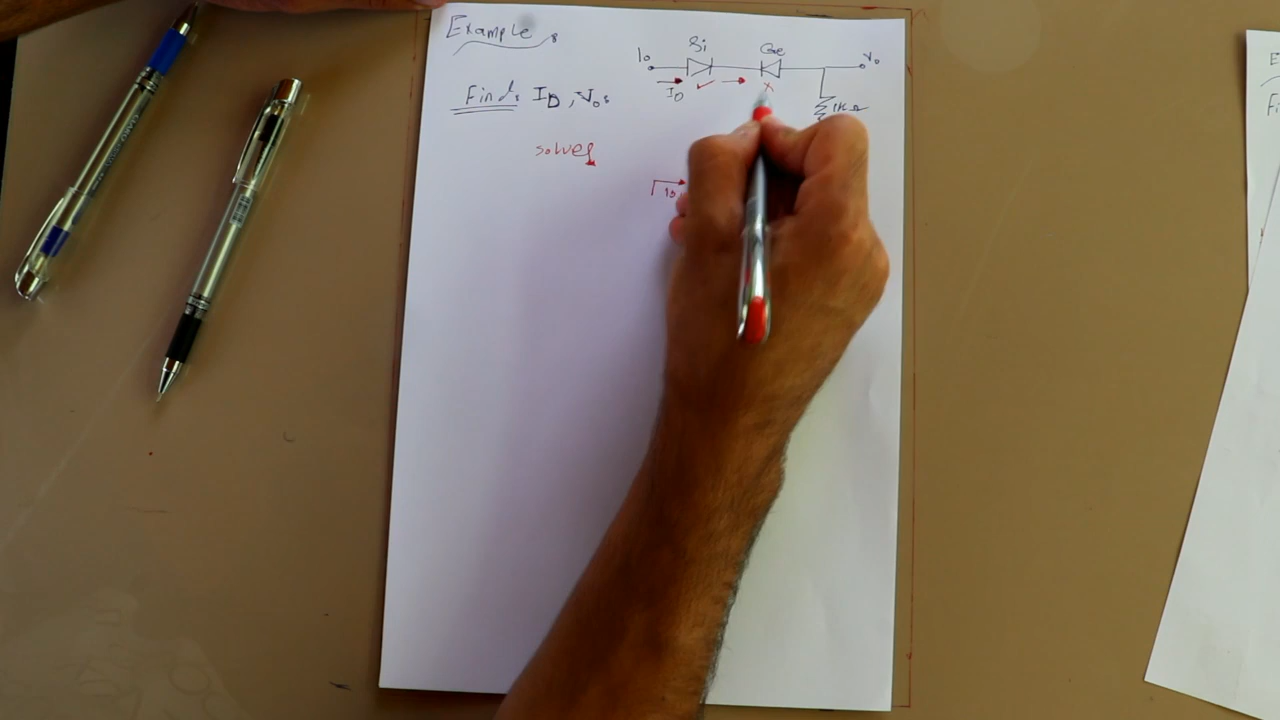 Example:
Si Ge
10 Vo
ID
1KΩ
Find: ID, Vo:
solve: